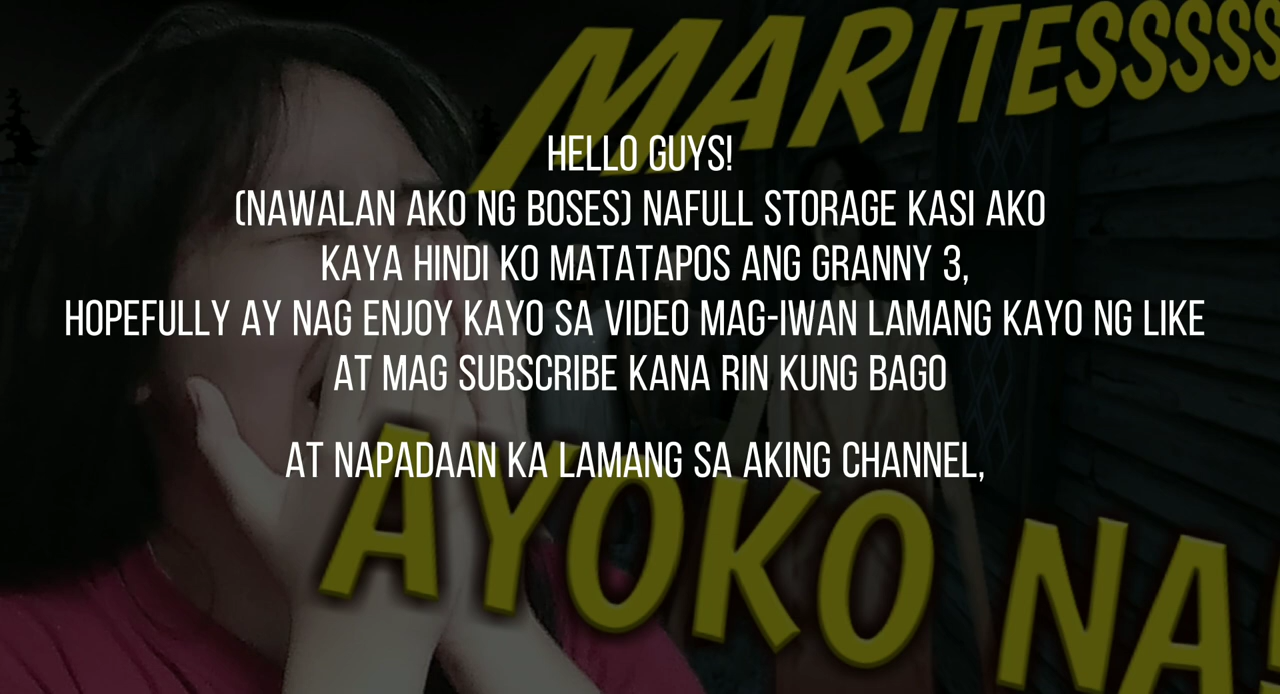 MARITESSSSS
HELLO GUYS!
(NAWALAN AKO NG BOSES) NAFULL STORAGE KASI AKO
KAYA HINDI KO MATATAPOS ANG GRANNY 3,
HOPEFULLY AY NAG ENJOY KAYO SA VIDEO MAG-IWAN LAMANG KAYO NG LIKE
AT MAG SUBSCRIBE KANA RIN KUNG BAGO
AT NAPADAAN KA LAMANG SA AKING CHANNEL,
AYOKO NA!